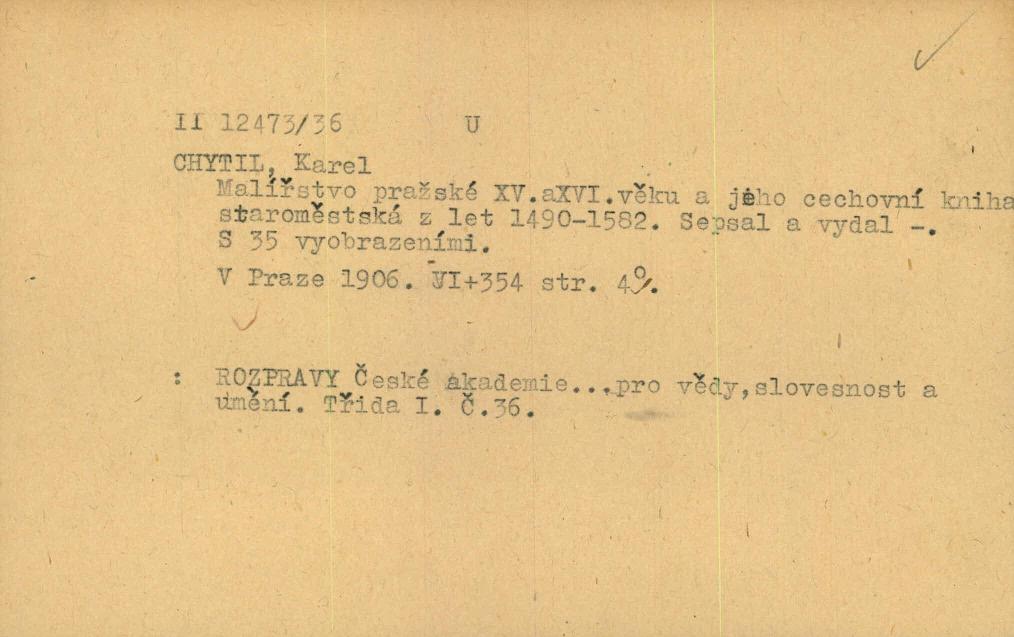 II 12473/36 U
CHYTIL, Karel
Malířstvo pražské XV.aXVI.věku a jeho cechovní kniha
staroměstská z let 1490-1582. Sepsal a vydal -.
S 35 vyobrazeními.
V Praze 1906. VI+354 str. 4°.
: ROZPRAVY České akademie...pro vědy,slovesnost a
umění. Třida I. Č.36.